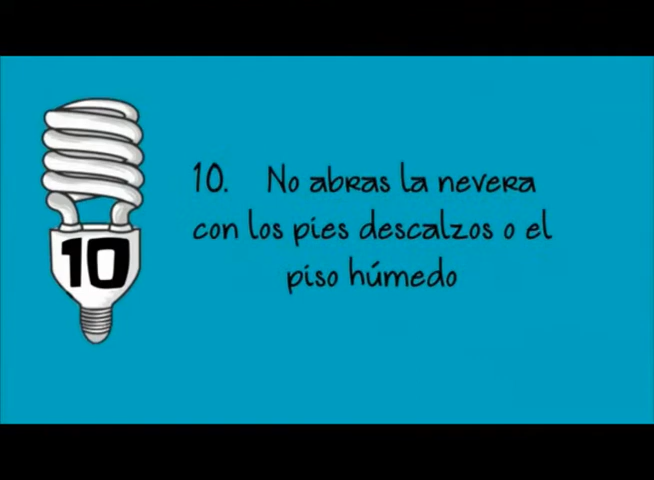 10
10. No abras la nevera
con los pies descalzos o el
piso húmedo